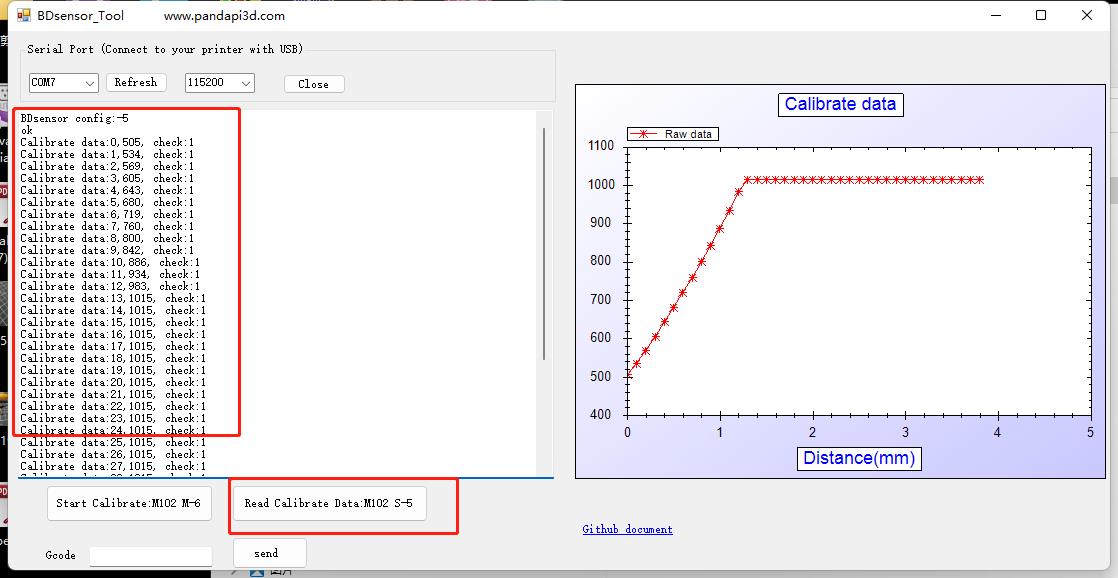 BDsensor_Tool www.pandapi3d.com
Serial Port (Connect to your printer with USB)
COM7 Refresh 115200 Close
BDsensor config:-5
ok
Calibrate data:0,505, check:1
Calibrate data:1,534, check:1
Calibrate data:2,569, check:1
Calibrate data:3,605, check:1
Calibrate data:4,643, check:1
Calibrate data:5,680, check:1
Calibrate data:6,719, check:1
Calibrate data:7,760, check:1
Calibrate data:8,800, check:1
Calibrate data:9,842, check:1
Calibrate data:10,886, check:1
Calibrate data:11,934, check:1
Calibrate data:12,983, check:1
Calibrate data:13,1015, check:1
Calibrate data:14,1015, check:1
Calibrate data:15,1015, check:1
Calibrate data:16,1015, check:1
Calibrate data:17,1015, check:1
Calibrate data:18,1015, check:1
Calibrate data:19,1015, check:1
Calibrate data:20,1015, check:1
Calibrate data:21,1015, check:1
Calibrate data:22,1015, check:1
Calibrate data:23,1015, check:1
Calibrate data:24,1015, check:1
Calibrate data:25,1015, check:1
Calibrate data:26,1015, check:1
Calibrate data:27,1015, check:1
Start Calibrate:M102 M-6 Read Calibrate Data:M102 S-5
Gcode send
Calibrate data
Raw data
1100
1000
900
800
700
600
500
400
0 1 2 3 4 5
Distance(mm)
Github document